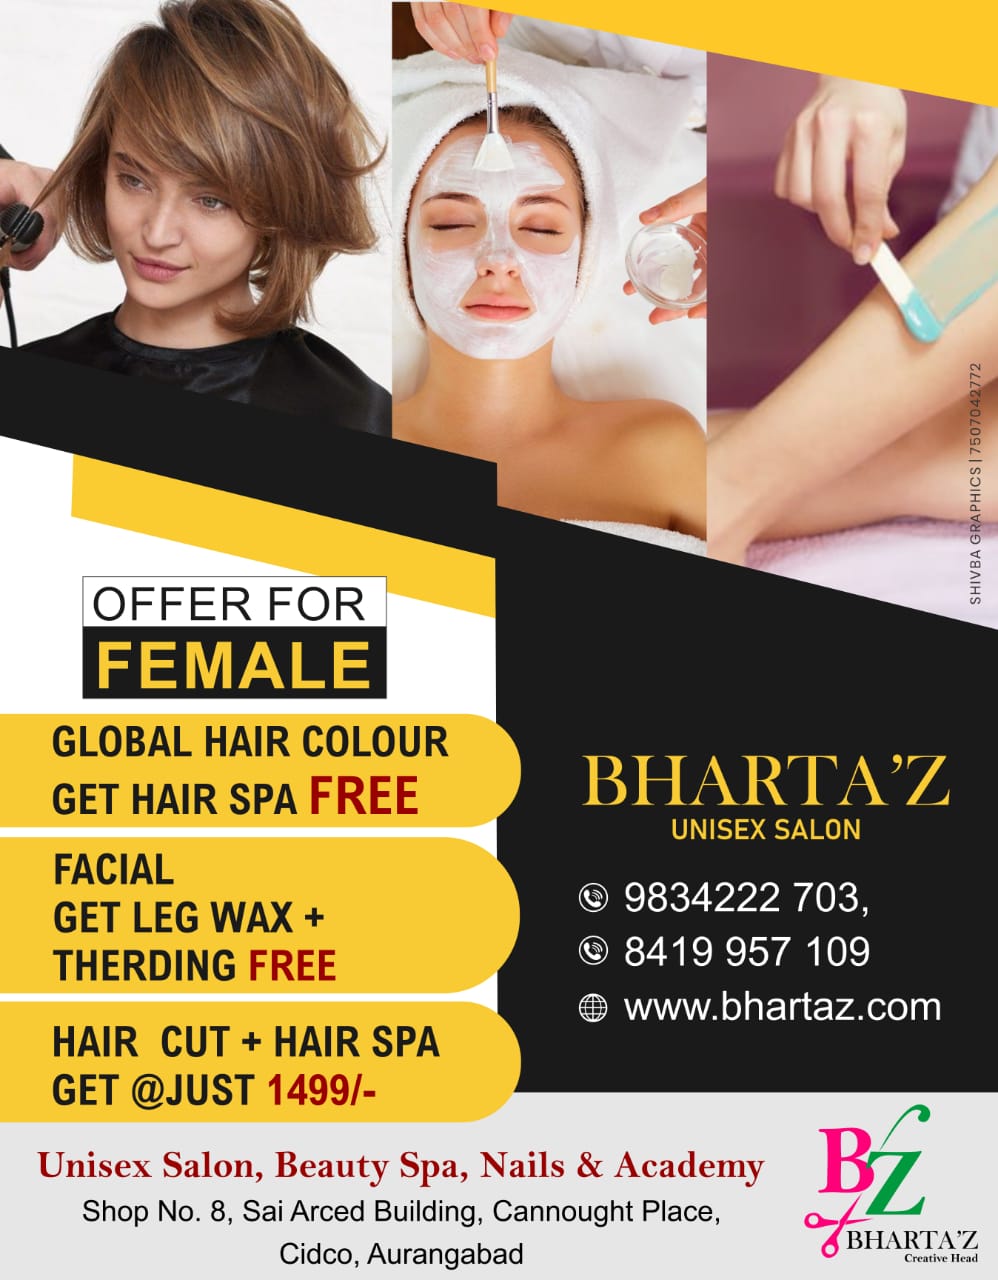 SHIVBA GRAPHICS | 7507042772
OFFER FOR
FEMALE
GLOBAL HAIR COLOUR
GET HAIR SPA FREE
FACIAL
GET LEG WAX +
THERDING FREE
HAIR CUT + HAIR SPA
GET @JUST 1499/-
BHARTA’Z
UNISEX SALON
9834222 703,
8419 957 109
www.bhartaz.com
Unisex Salon, Beauty Spa, Nails & Academy
Shop No. 8, Sai Arced Building, Cannought Place,
Cidco, Aurangabad
BZ
BHARTA’Z
Creative Head